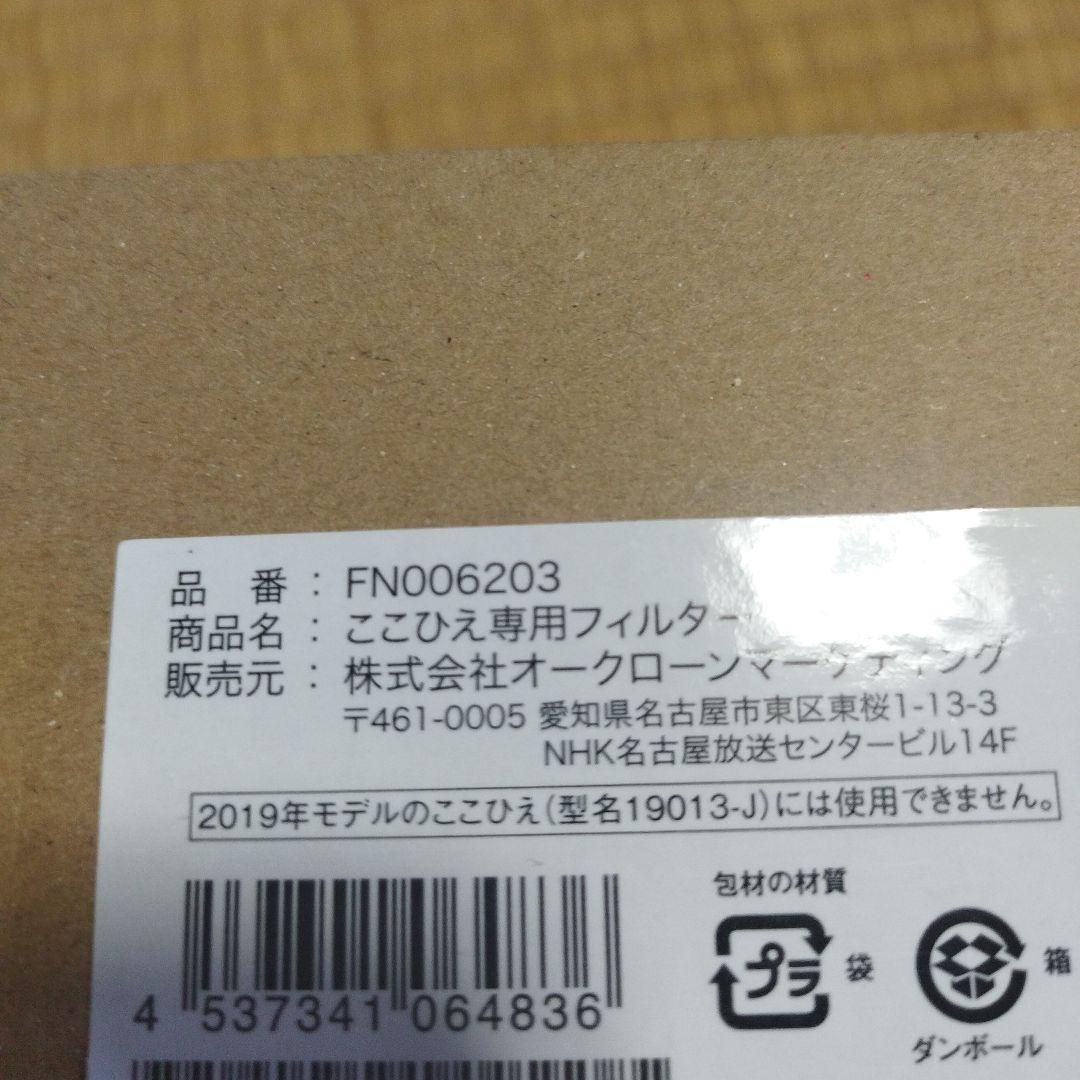 品 番 : FN006203
商品名 : ここひえ専用フィルター
販売元 : 株式会社オークローンマーケティング
〒461-0005 愛知県名古屋市東区東桜1-13-3
NHK名古屋放送センタービル14F
2019年モデルのここひえ(型名19013-J)には使用できません。
包材の材質
プラ 袋
箱
ダンボール
4 537341 064836